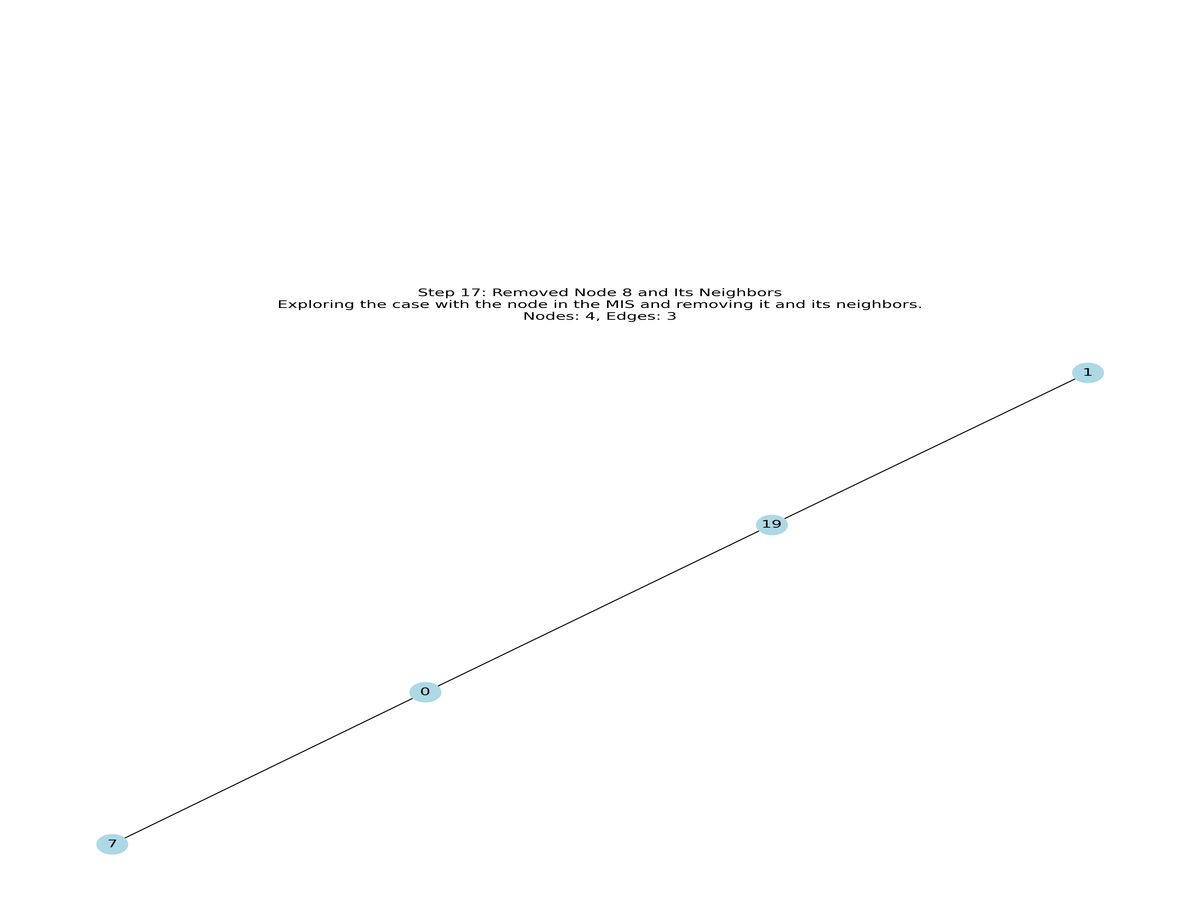 Step 17: Removed Node 8 and Its Neighbors
Exploring the case with the node in the MIS and removing it and its neighbors.
Nodes: 4, Edges: 3
1
19
0
7